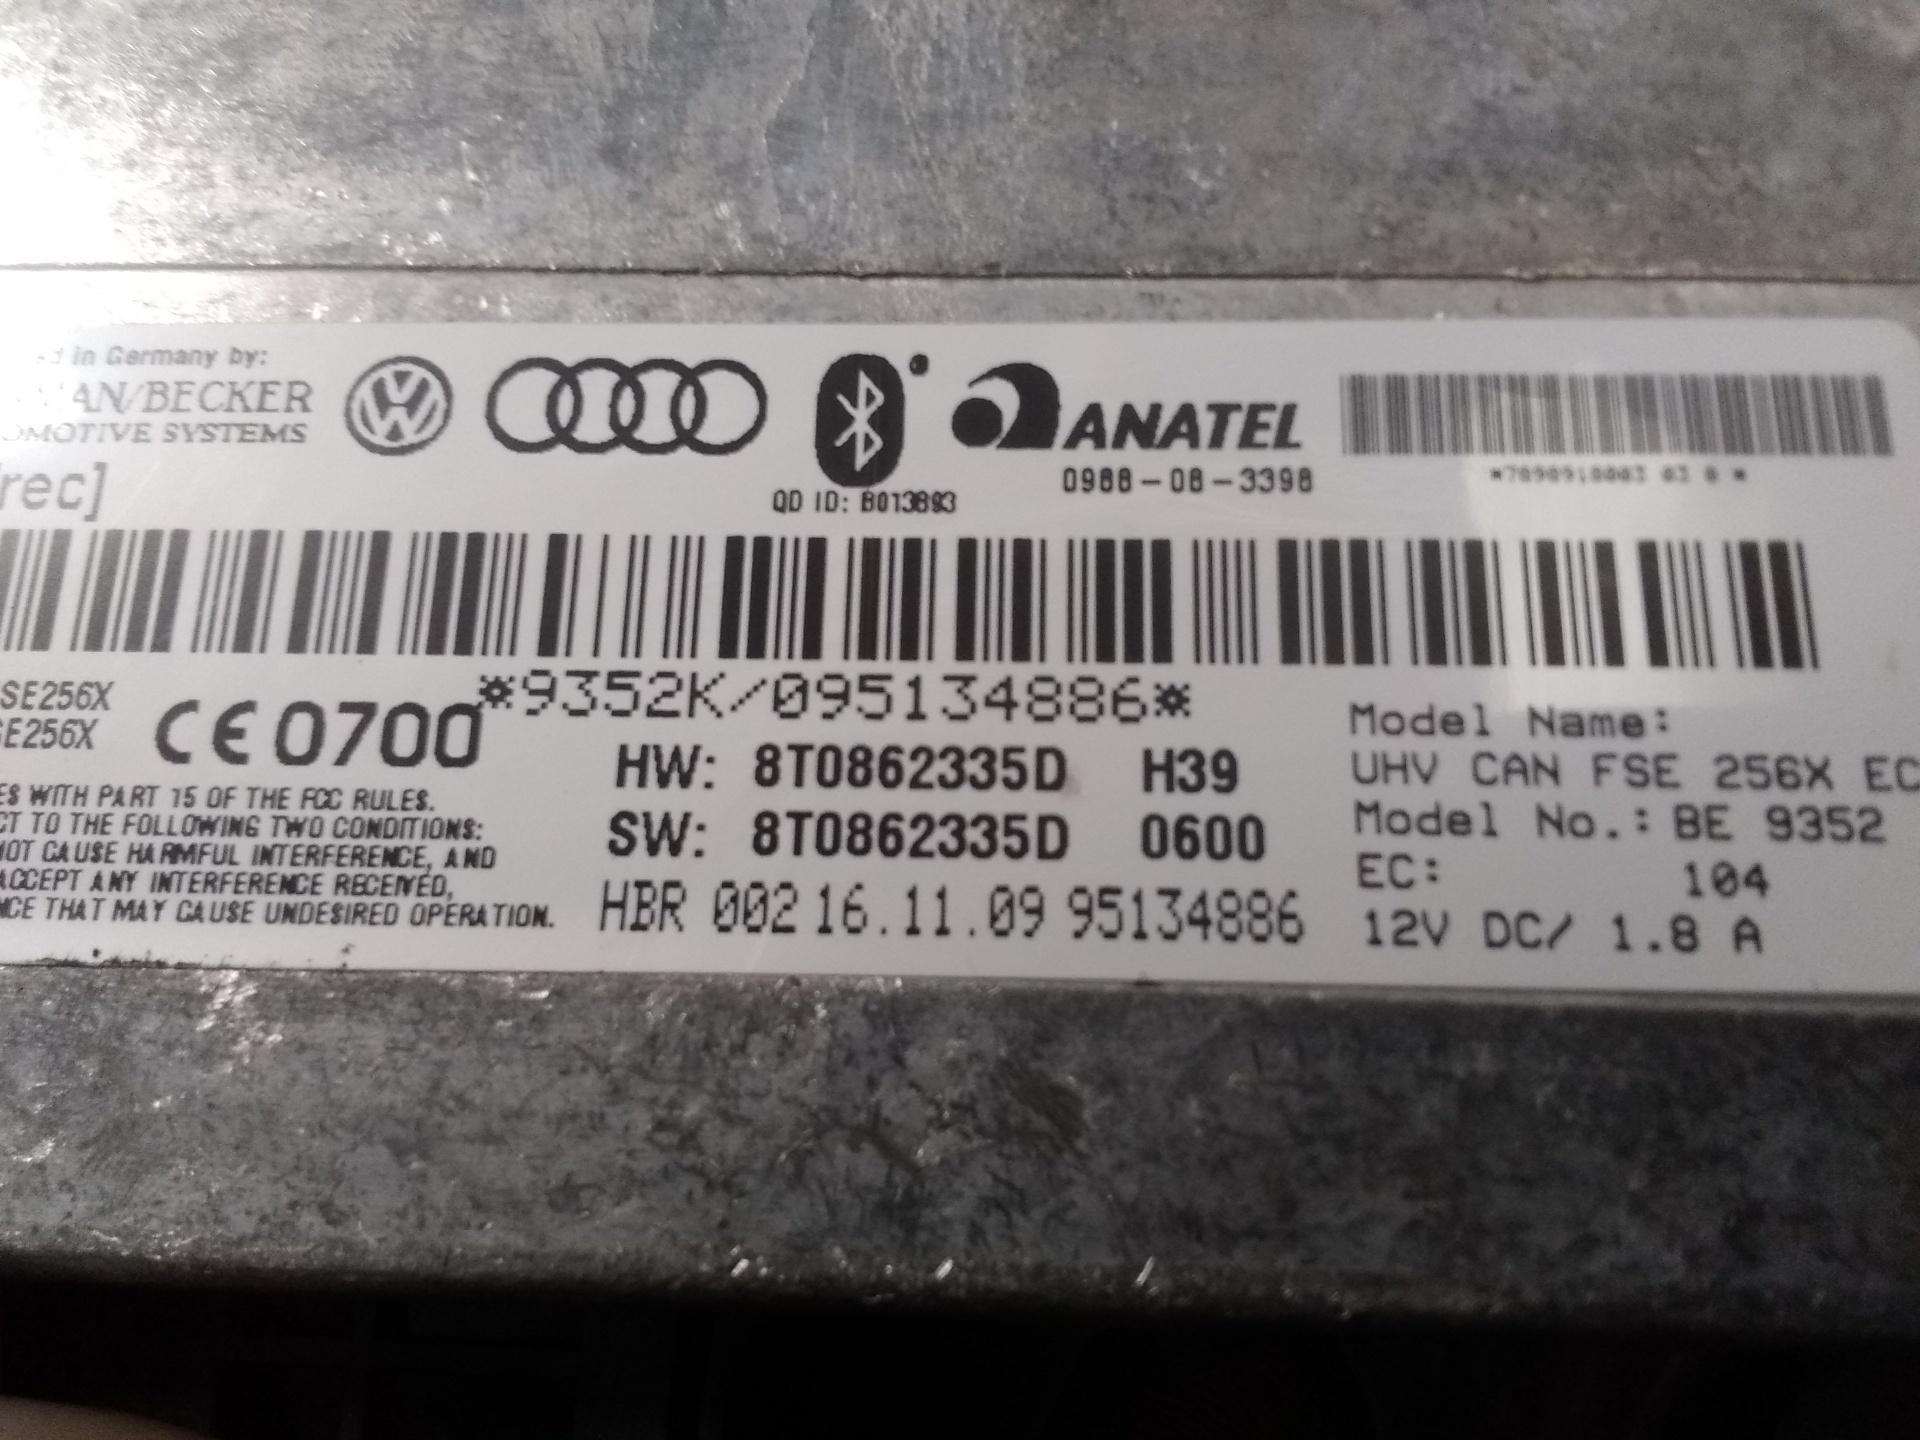 in Germany by:
MAN/BECKER
OMOTIVE SYSTEMS
rec]
QD ID: B013893
ANATEL
0988-08-3398
*9352K/095134886*
SE256X
SE256X
CE 0700
HW: 8T0862335D H39
SW: 8T0862335D 0600
HBR 002 16.11.09 95134886
ES WITH PART 15 OF THE FCC RULES.
CT TO THE FOLLOWING TWO CONDITIONS:
NOT CAUSE HARMFUL INTERFERENCE, AND
ACCEPT ANY INTERFERENCE RECEIVED,
NCE THAT MAY CAUSE UNDESIRED OPERATION.
Model Name:
UHV CAN FSE 256X EC
Model No.: BE 9352
EC: 104
12V DC/ 1.8 A